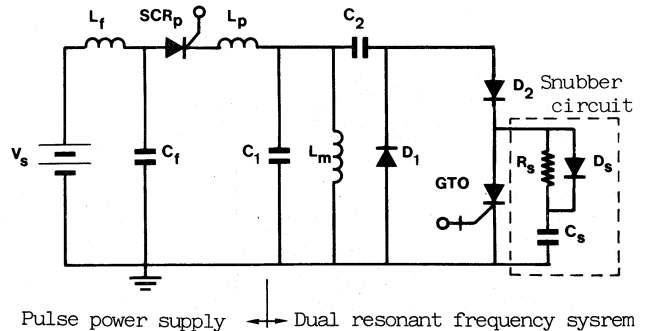 SCRp
Lf
Lp
C2
D2
Snubber
circuit
Vs
Cf
C1
Lm
D1
GTO
Rs
Ds
Cs
Pulse power supply
Dual resonant frequency sysrem